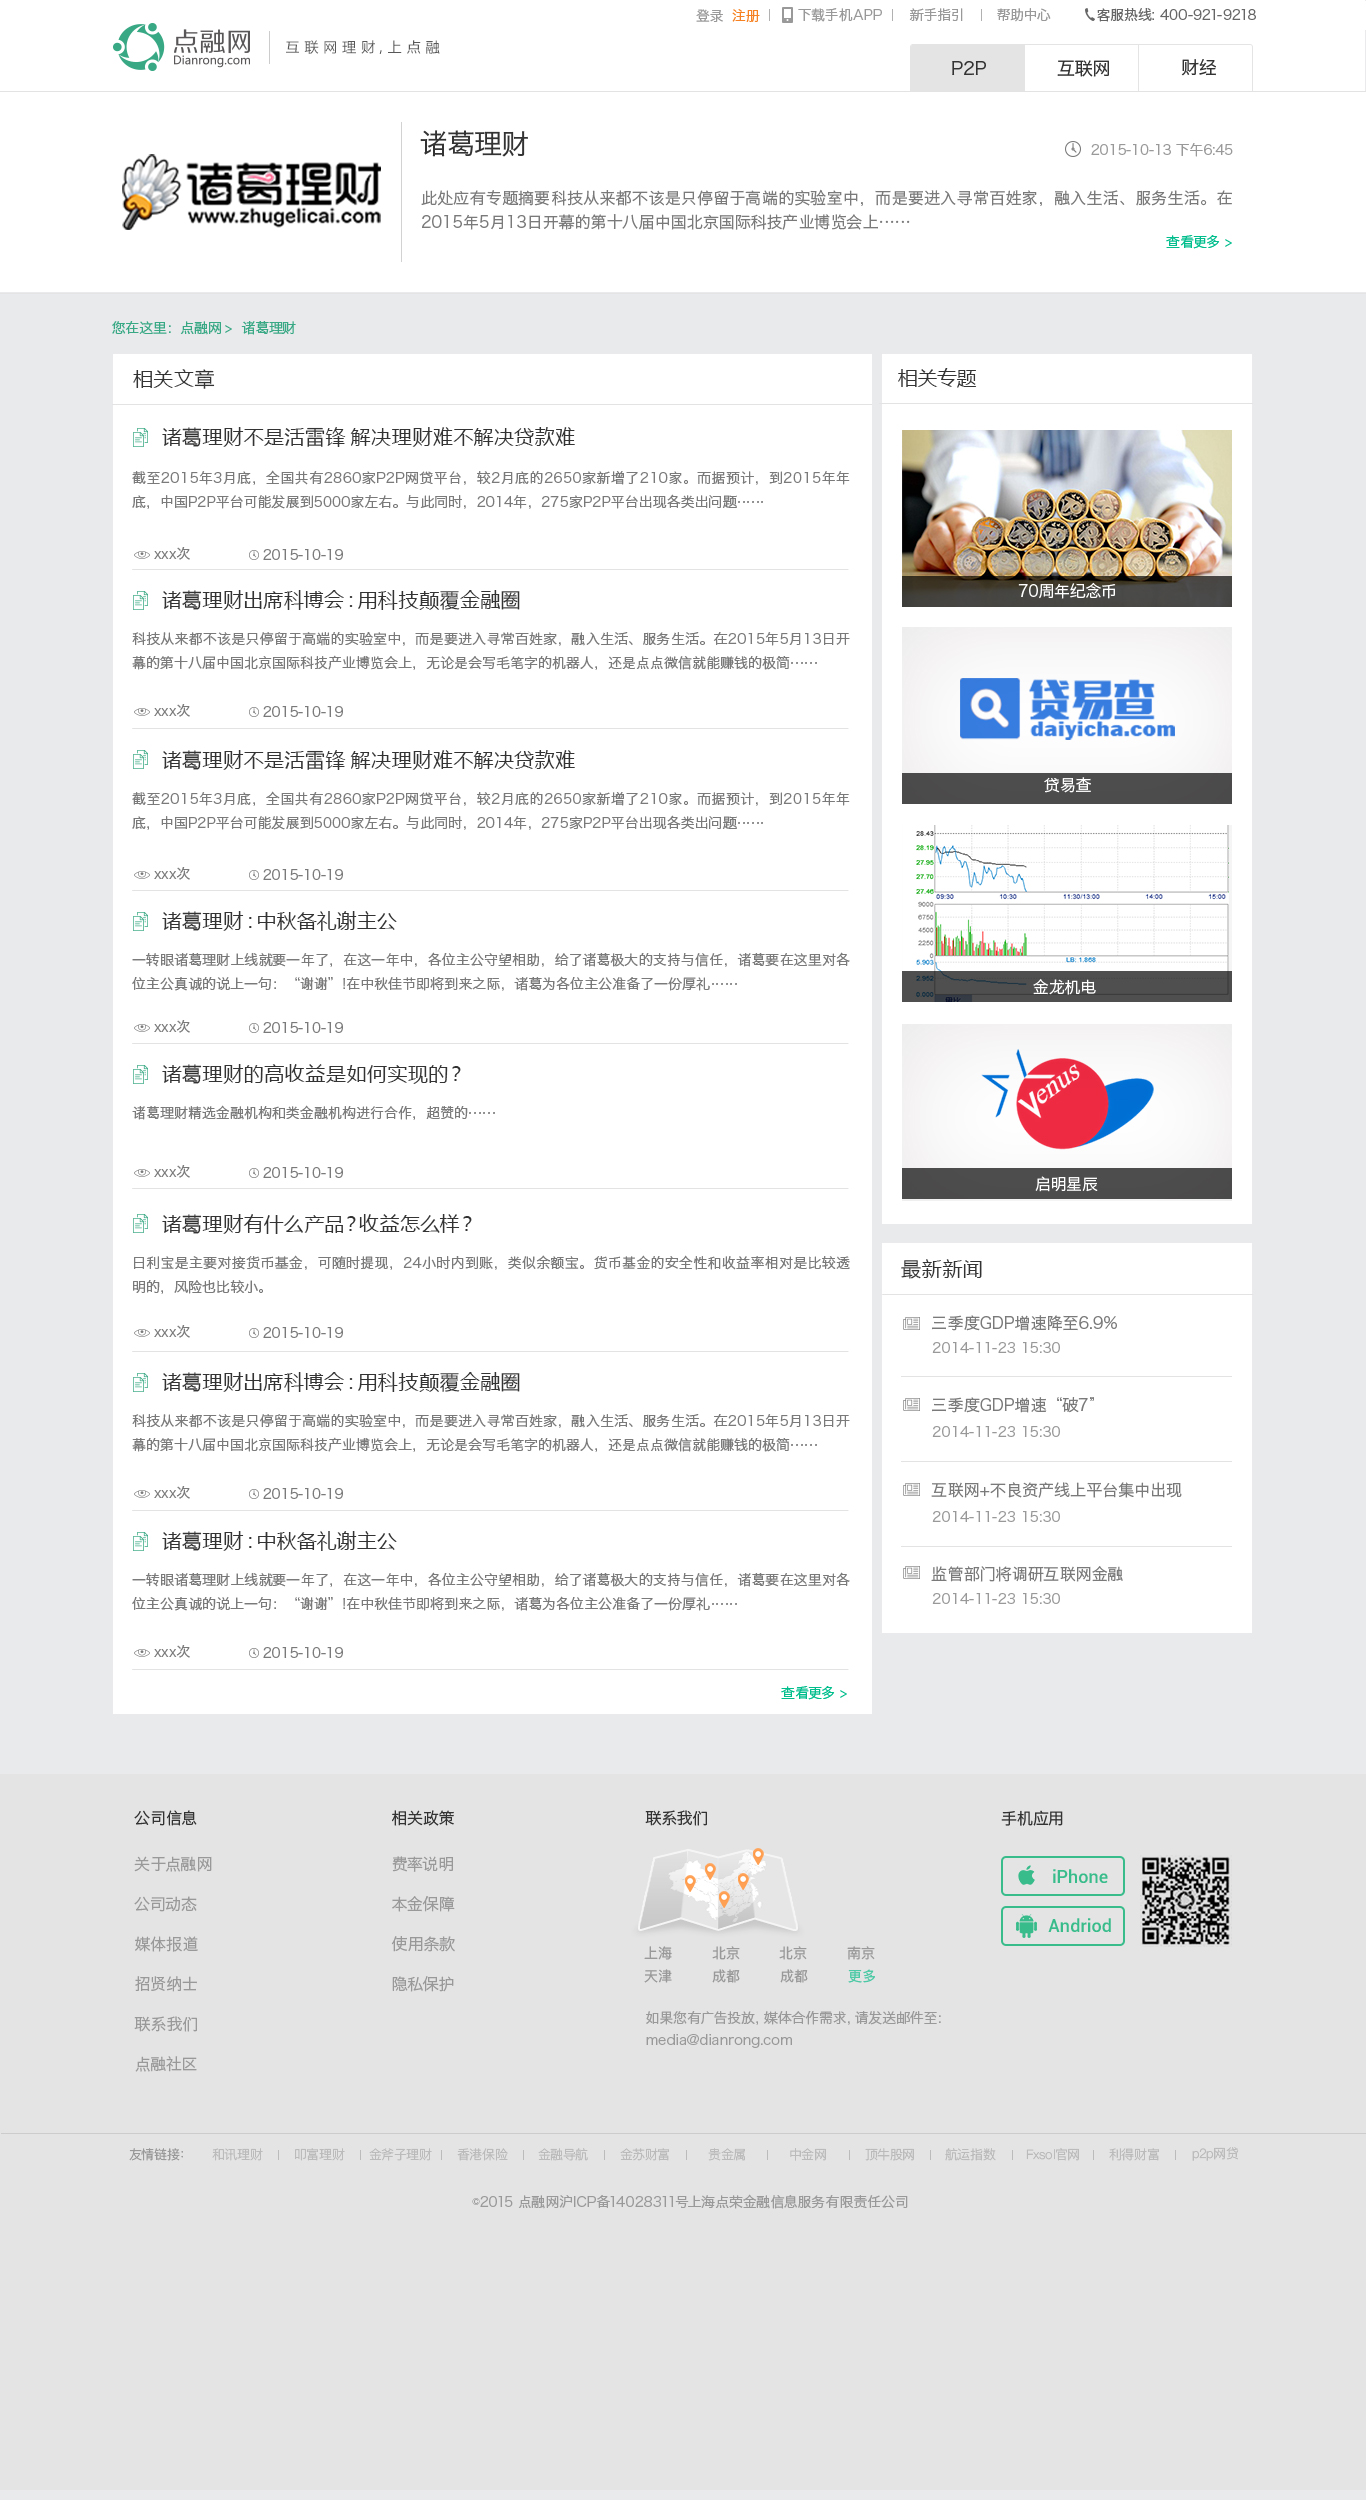 登录 注册 | 下载手机APP | 新手指引 | 帮助中心 客服热线: 400-921-9218
点融网
Dianrong.com
互联网理财,上点融
P2P 互联网 财经
诸葛理财
www.zhugelicai.com
诸葛理财
2015-10-13 下午6:45
此处应有专题摘要科技从来都不该是只停留于高端的实验室中，而是要进入寻常百姓家，融入生活、服务生活。在
2015年5月13日开幕的第十八届中国北京国际科技产业博览会上……
查看更多 >
您在这里：点融网 > 诸葛理财
相关文章
诸葛理财不是活雷锋 解决理财难不解决贷款难
截至2015年3月底，全国共有2860家P2P网贷平台，较2月底的2650家新增了210家。而据预计，到2015年年
底，中国P2P平台可能发展到5000家左右。与此同时，2014年，275家P2P平台出现各类出问题……
xxx次 2015-10-19
诸葛理财出席科博会：用科技颠覆金融圈
科技从来都不该是只停留于高端的实验室中，而是要进入寻常百姓家，融入生活、服务生活。在2015年5月13日开
幕的第十八届中国北京国际科技产业博览会上，无论是会写毛笔字的机器人，还是点点微信就能赚钱的极简……
xxx次 2015-10-19
诸葛理财不是活雷锋 解决理财难不解决贷款难
截至2015年3月底，全国共有2860家P2P网贷平台，较2月底的2650家新增了210家。而据预计，到2015年年
底，中国P2P平台可能发展到5000家左右。与此同时，2014年，275家P2P平台出现各类出问题……
xxx次 2015-10-19
诸葛理财：中秋备礼谢主公
一转眼诸葛理财上线就要一年了，在这一年中，各位主公守望相助，给了诸葛极大的支持与信任，诸葛要在这里对各
位主公真诚的说上一句：“谢谢”!在中秋佳节即将到来之际，诸葛为各位主公准备了一份厚礼……
xxx次 2015-10-19
诸葛理财的高收益是如何实现的？
诸葛理财精选金融机构和类金融机构进行合作，超赞的……
xxx次 2015-10-19
诸葛理财有什么产品？收益怎么样？
日利宝是主要对接货币基金，可随时提现，24小时内到账，类似余额宝。货币基金的安全性和收益率相对是比较透
明的，风险也比较小。
xxx次 2015-10-19
诸葛理财出席科博会：用科技颠覆金融圈
科技从来都不该是只停留于高端的实验室中，而是要进入寻常百姓家，融入生活、服务生活。在2015年5月13日开
幕的第十八届中国北京国际科技产业博览会上，无论是会写毛笔字的机器人，还是点点微信就能赚钱的极简……
xxx次 2015-10-19
诸葛理财：中秋备礼谢主公
一转眼诸葛理财上线就要一年了，在这一年中，各位主公守望相助，给了诸葛极大的支持与信任，诸葛要在这里对各
位主公真诚的说上一句：“谢谢”!在中秋佳节即将到来之际，诸葛为各位主公准备了一份厚礼……
xxx次 2015-10-19
查看更多 >
相关专题
70周年纪念币
贷易查
daiyicha.com
贷易查
28.43
28.19
27.95
27.70
27.46
09:30 10:30 11:30/13:00 14:00 15:00
9000
6750
4500
2250
0
5.903 LB: 1.868
2.952
0.000
金龙机电
Venus
启明星辰
最新新闻
三季度GDP增速降至6.9%
2014-11-23 15:30
三季度GDP增速“破7”
2014-11-23 15:30
互联网+不良资产线上平台集中出现
2014-11-23 15:30
监管部门将调研互联网金融
2014-11-23 15:30
公司信息
关于点融网
公司动态
媒体报道
招贤纳士
联系我们
点融社区
相关政策
费率说明
本金保障
使用条款
隐私保护
联系我们
上海 北京 北京 南京
天津 成都 成都 更多
如果您有广告投放, 媒体合作需求, 请发送邮件至:
media@dianrong.com
手机应用
iPhone
Andriod
友情链接: 和讯理财 | 叩富理财 | 金斧子理财 | 香港保险 | 金融导航 | 金苏财富 | 贵金属 | 中金网 | 顶牛股网 | 航运指数 | Fxsol官网 | 利得财富 | p2p网贷
©2015 点融网沪ICP备14028311号上海点荣金融信息服务有限责任公司